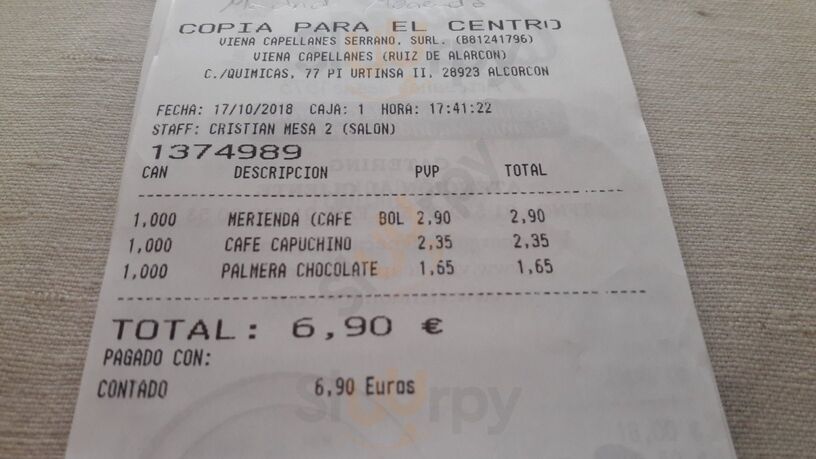 COPIA PARA EL CENTRO
VIENA CAPELLANES SERRANO, SURL. (B81241796)
VIENA CAPELLANES (RUIZ DE ALARCON)
C./QUIMICAS, 77 PI URTINSA II, 28923 ALCORCON
FECHA: 17/10/2018 CAJA: 1 HORA: 17:41:22
STAFF: CRISTIAN MESA 2 (SALON)
1374989
CAN DESCRIPCION PVP TOTAL
1,000 MERIENDA (CAFE BOL 2,90 2,90
1,000 CAFE CAPUCHINO 2,35 2,35
1,000 PALMERA CHOCOLATE 1,65 1,65
TOTAL: 6,90 €
PAGADO CON:
CONTADO 6,90 Euros
Sluurpy
Sluurpy